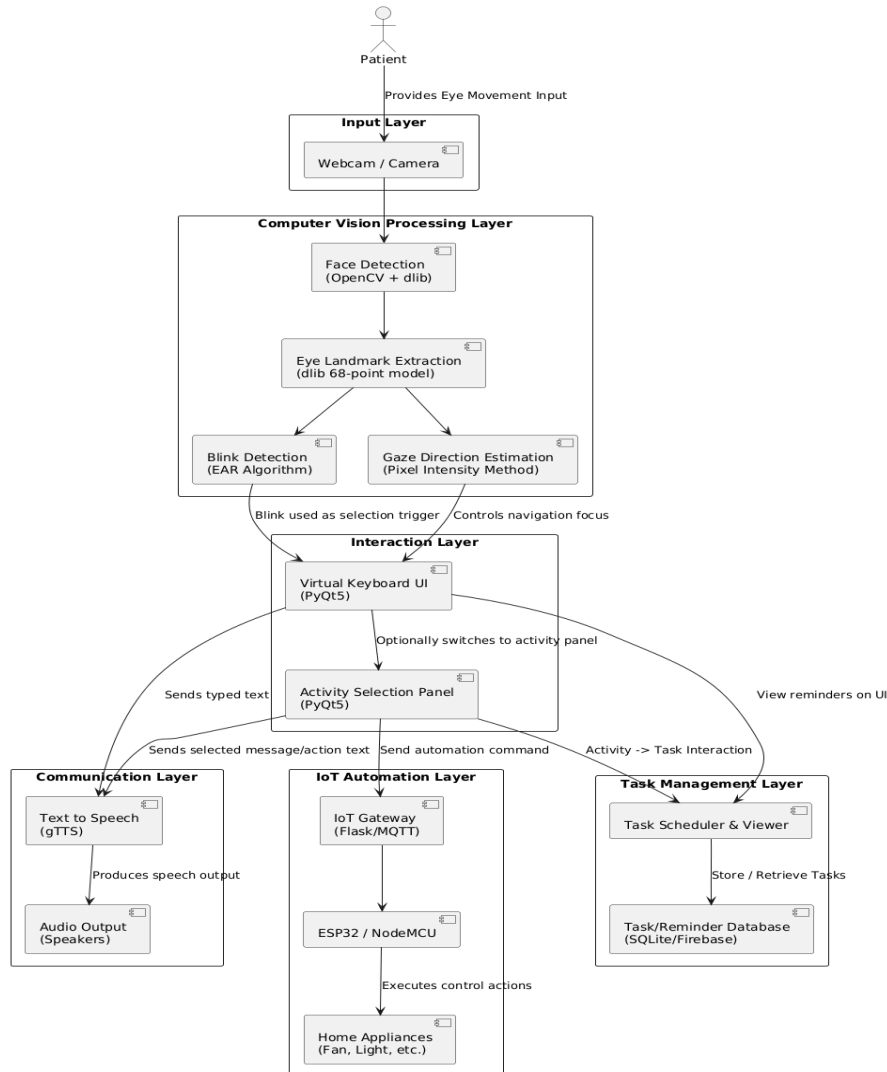 Patient
Provides Eye Movement Input
Input Layer
Webcam / Camera
Computer Vision Processing Layer
Face Detection
(OpenCV + dlib)
Eye Landmark Extraction
(dlib 68-point model)
Blink Detection
(EAR Algorithm)
Gaze Direction Estimation
(Pixel Intensity Method)
Blink used as selection trigger
Controls navigation focus
Interaction Layer
Virtual Keyboard UI
(PyQt5)
Optionally switches to activity panel
Activity Selection Panel
(PyQt5)
Sends typed text
View reminders on UI
Sends selected message/action text
Send automation command
Activity -> Task Interaction
Communication Layer
Text to Speech
(gTTS)
Produces speech output
Audio Output
(Speakers)
IoT Automation Layer
IoT Gateway
(Flask/MQTT)
ESP32 / NodeMCU
Executes control actions
Home Appliances
(Fan, Light, etc.)
Task Management Layer
Task Scheduler & Viewer
Store / Retrieve Tasks
Task/Reminder Database
(SQLite/Firebase)